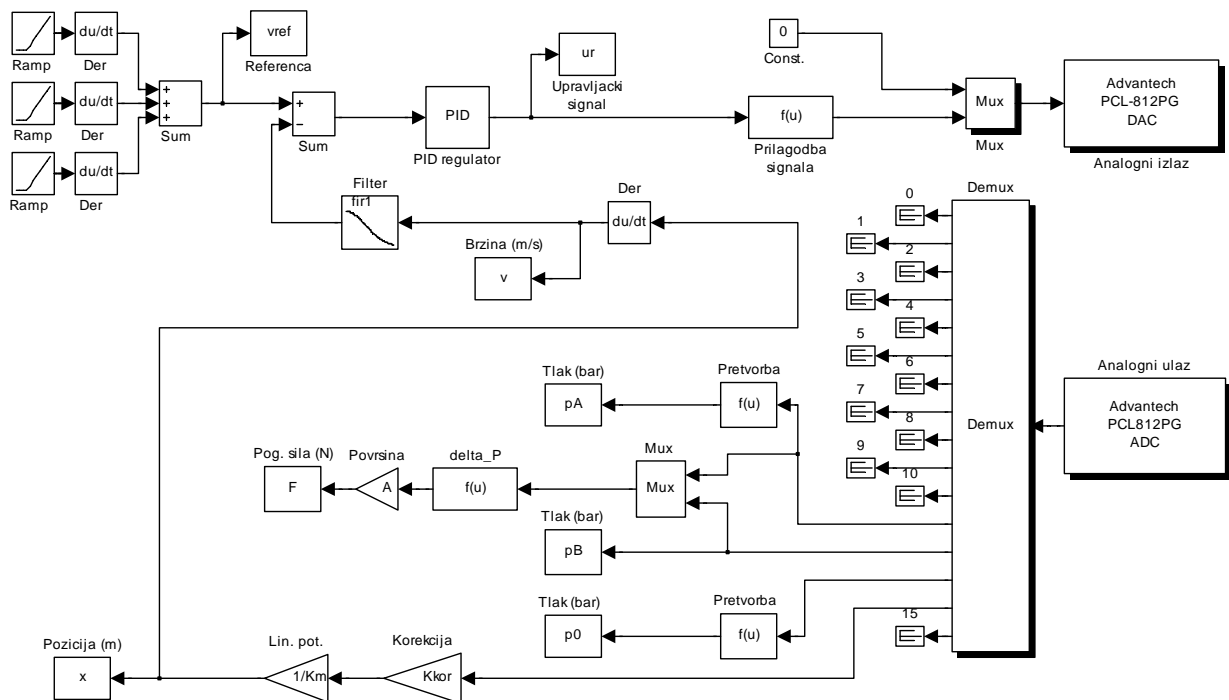 Ramp
du/dt
Der
vref
Referenca
Ramp
du/dt
Der
+
+
+
Sum
Ramp
du/dt
Der
+
−
Sum
PID
PID regulator
ur
Upravljacki
signal
0
Const.
f(u)
Prilagodba
signala
Mux
Mux
Advantech
PCL-812PG
DAC
Analogni izlaz
Filter
fir1
Der
du/dt
Brzina (m/s)
v
Demux
0
1
2
3
4
5
6
7
8
9
10
15
Demux
Analogni ulaz
Advantech
PCL812PG
ADC
Tlak (bar)
pA
Pretvorba
f(u)
Pog. sila (N)
F
Povrsina
A
delta_P
f(u)
Mux
Mux
Tlak (bar)
pB
Tlak (bar)
p0
Pretvorba
f(u)
Pozicija (m)
x
Lin. pot.
1/Km
Korekcija
Kkor